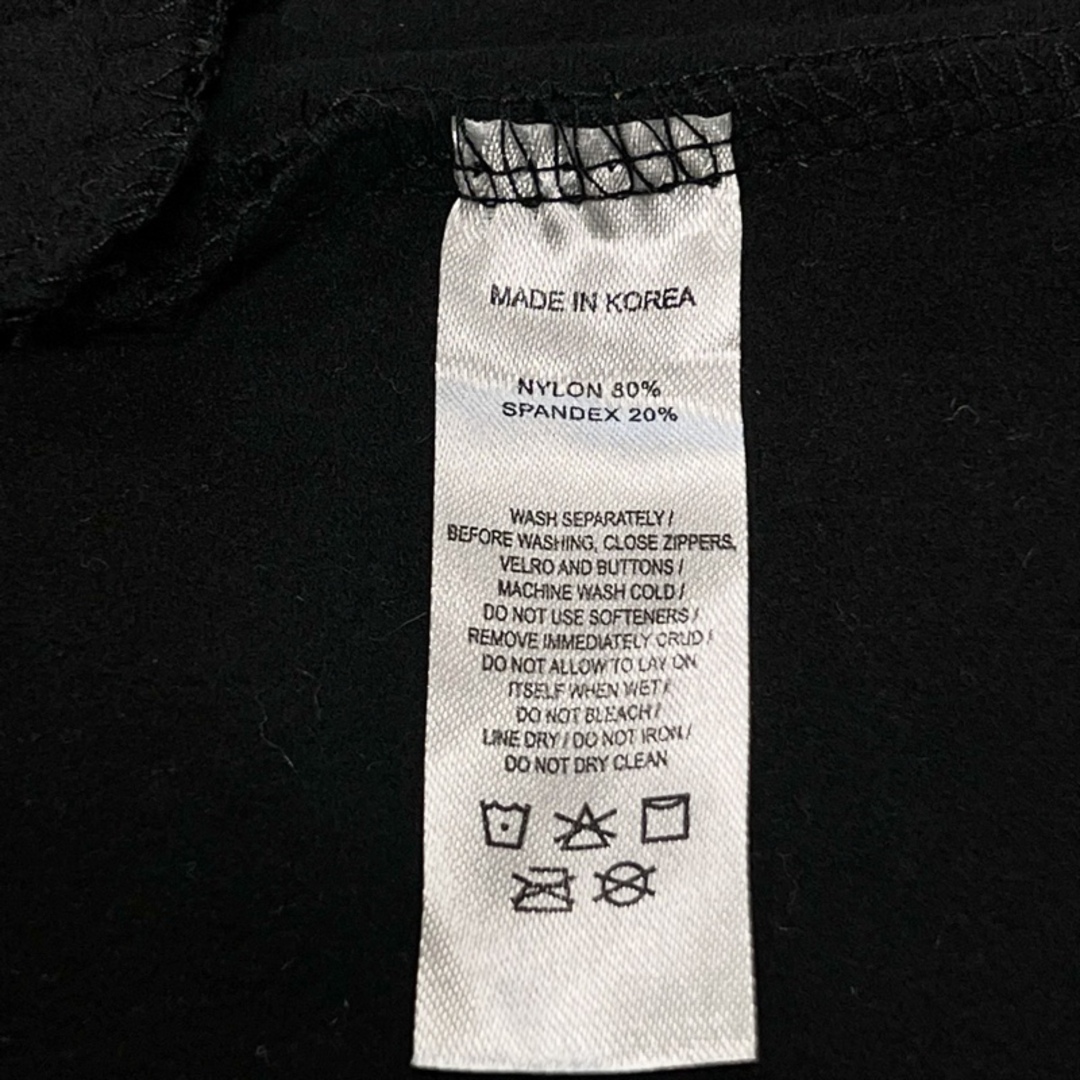 MADE IN KOREA
NYLON 80%
SPANDEX 20%
WASH SEPARATELY /
BEFORE WASHING, CLOSE ZIPPERS,
VELRO AND BUTTONS /
MACHINE WASH COLD /
DO NOT USE SOFTENERS /
REMOVE IMMEDIATELY CRUD /
DO NOT ALLOW TO LAY ON
ITSELF WHEN WET /
DO NOT BLEACH /
LINE DRY / DO NOT IRON /
DO NOT DRY CLEAN